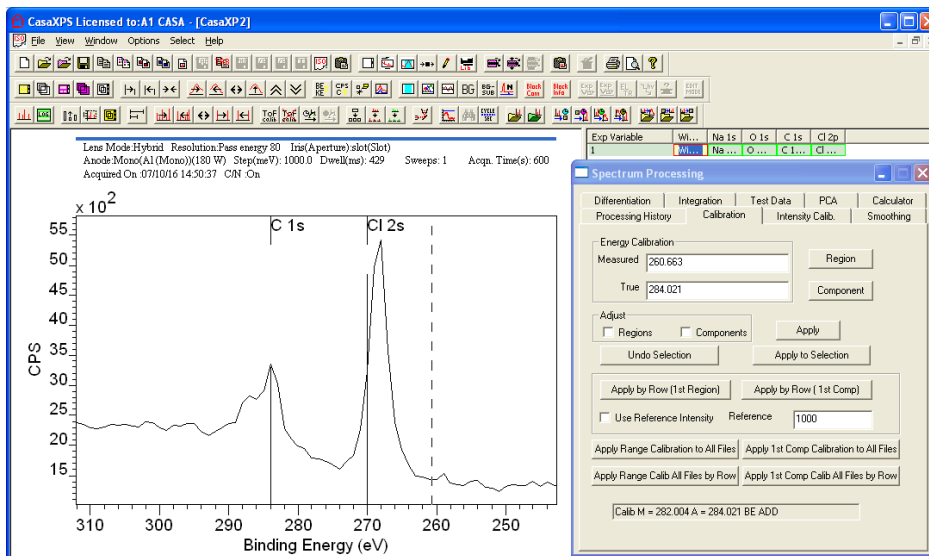 CasaXPS Licensed to:A1 CASA - [CasaXP2]
File View Window Options Select Help
Lens Mode:Hybrid Resolution:Pass energy 80 Iris(Aperture):slot(Slot)
Anode:Mono(Al (Mono))(180 W) Step(meV): 1000.0 Dwell(ms): 429 Sweeps: 1 Acqn. Time(s): 600
Acquired On :07/10/16 14:50:37 C/N :On
x 10²
C 1s
Cl 2s
55
50
45
40
35
30
25
20
15
CPS
310 300 290 280 270 260 250
Binding Energy (eV)
Exp Variable Wi... Na 1s O 1s C 1s Cl 2p
1 Wi... Na ... O ... C 1... Cl ...
Spectrum Processing
Differentiation Integration Test Data PCA Calculator
Processing History Calibration Intensity Calib. Smoothing
Energy Calibration
Measured 260.663 Region
True 284.021 Component
Adjust
Regions Components Apply
Undo Selection Apply to Selection
Apply by Row (1st Region) Apply by Row ( 1st Comp)
Use Reference Intensity Reference 1000
Apply Range Calibration to All Files Apply 1st Comp Calibration to All Files
Apply Range Calib All Files by Row Apply 1st Comp Calib All Files by Row
Calib M = 282.004 A = 284.021 BE ADD